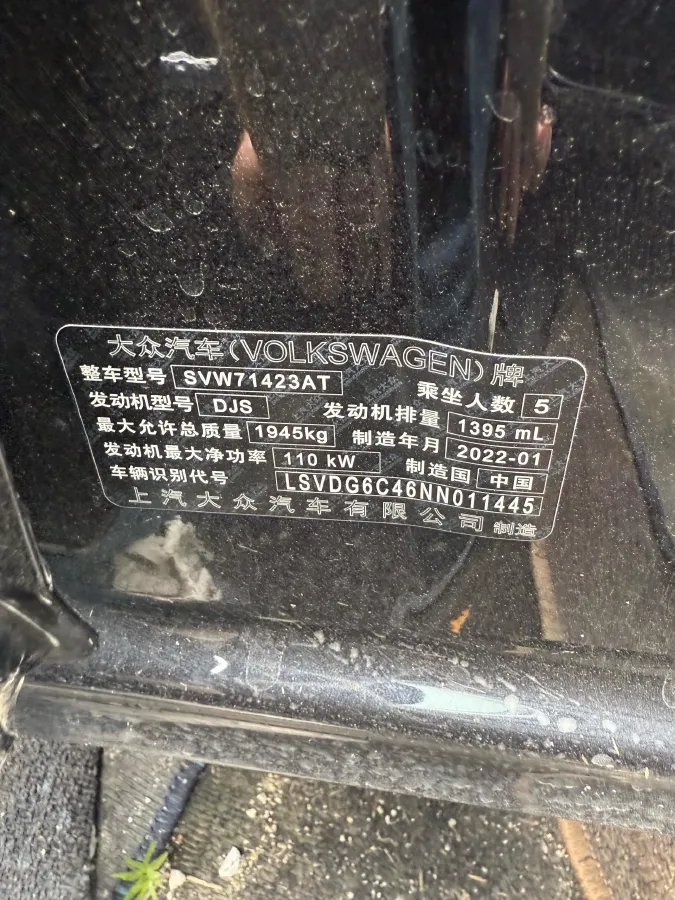 大众汽车(VOLKSWAGEN)牌
整车型号 SVW71423AT 乘坐人数 5
发动机型号 DJS 发动机排量 1395 mL
最大允许总质量 1945kg 制造年月 2022-01
发动机最大净功率 110 kW 制造国 中国
车辆识别代号 LSVDG6C46NN011445
上汽大众汽车有限公司 制造